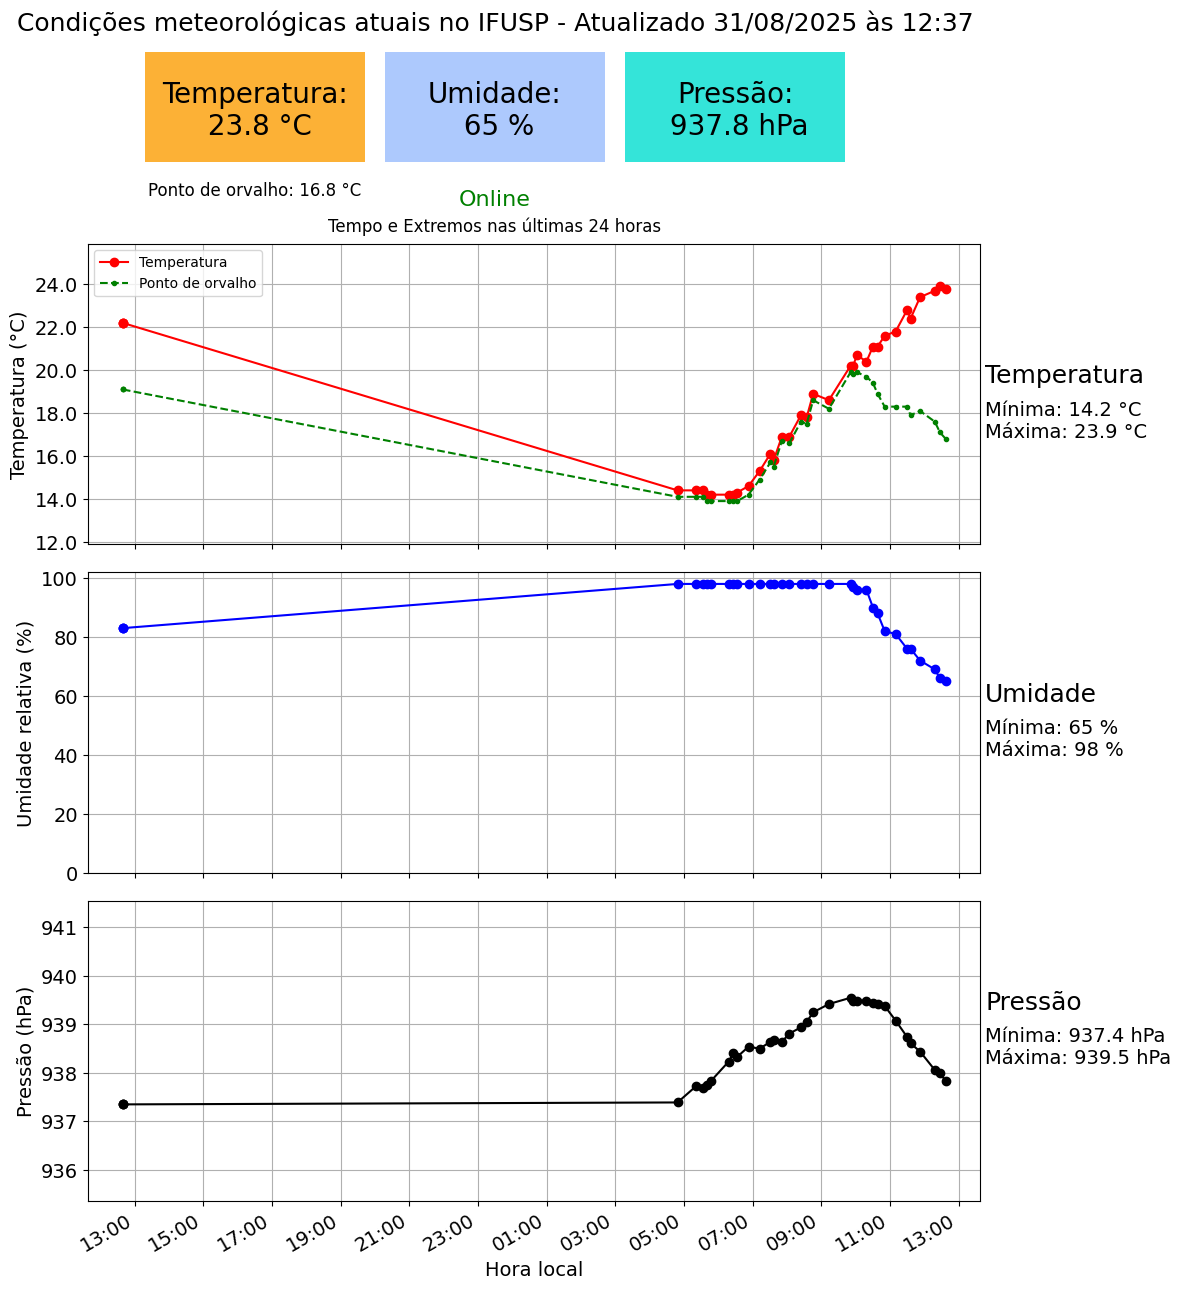 Condições meteorológicas atuais no IFUSP - Atualizado 31/08/2025 às 12:37
Temperatura:
23.8 °C
Umidade:
65 %
Pressão:
937.8 hPa
Ponto de orvalho: 16.8 °C
Online
Tempo e Extremos nas últimas 24 horas
Temperatura
Ponto de orvalho
Temperatura (°C)
24.0
22.0
20.0
18.0
16.0
14.0
12.0
Temperatura
Mínima: 14.2 °C
Máxima: 23.9 °C
Umidade relativa (%)
100
80
60
40
20
0
Umidade
Mínima: 65 %
Máxima: 98 %
Pressão (hPa)
941
940
939
938
937
936
Pressão
Mínima: 937.4 hPa
Máxima: 939.5 hPa
13:00 15:00 17:00 19:00 21:00 23:00 01:00 03:00 05:00 07:00 09:00 11:00 13:00
Hora local